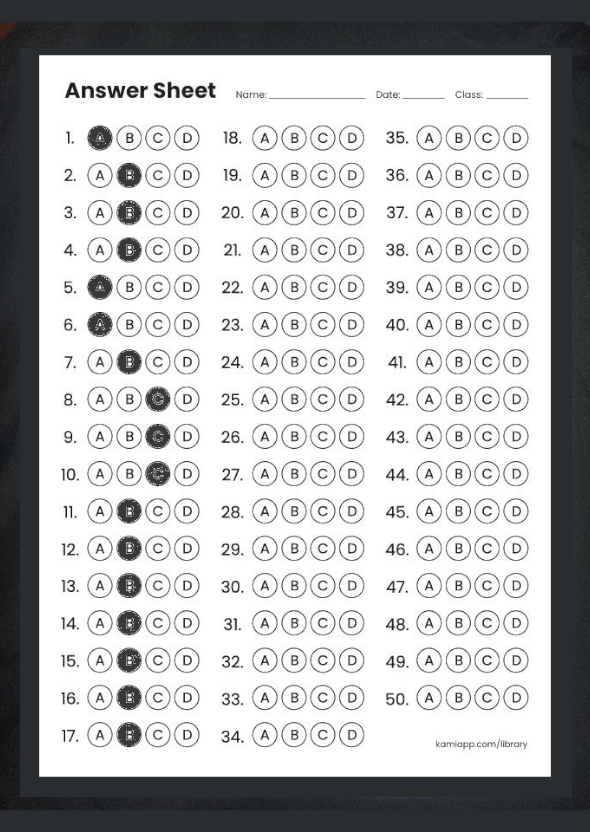 Answer Sheet Name: ____________ Date: ______ Class: ______
1. A B C D 18. A B C D 35. A B C D
2. A B C D 19. A B C D 36. A B C D
3. A B C D 20. A B C D 37. A B C D
4. A B C D 21. A B C D 38. A B C D
5. A B C D 22. A B C D 39. A B C D
6. A B C D 23. A B C D 40. A B C D
7. A B C D 24. A B C D 41. A B C D
8. A B C D 25. A B C D 42. A B C D
9. A B C D 26. A B C D 43. A B C D
10. A B C D 27. A B C D 44. A B C D
11. A B C D 28. A B C D 45. A B C D
12. A B C D 29. A B C D 46. A B C D
13. A B C D 30. A B C D 47. A B C D
14. A B C D 31. A B C D 48. A B C D
15. A B C D 32. A B C D 49. A B C D
16. A B C D 33. A B C D 50. A B C D
17. A B C D 34. A B C D
kamiapp.com/library